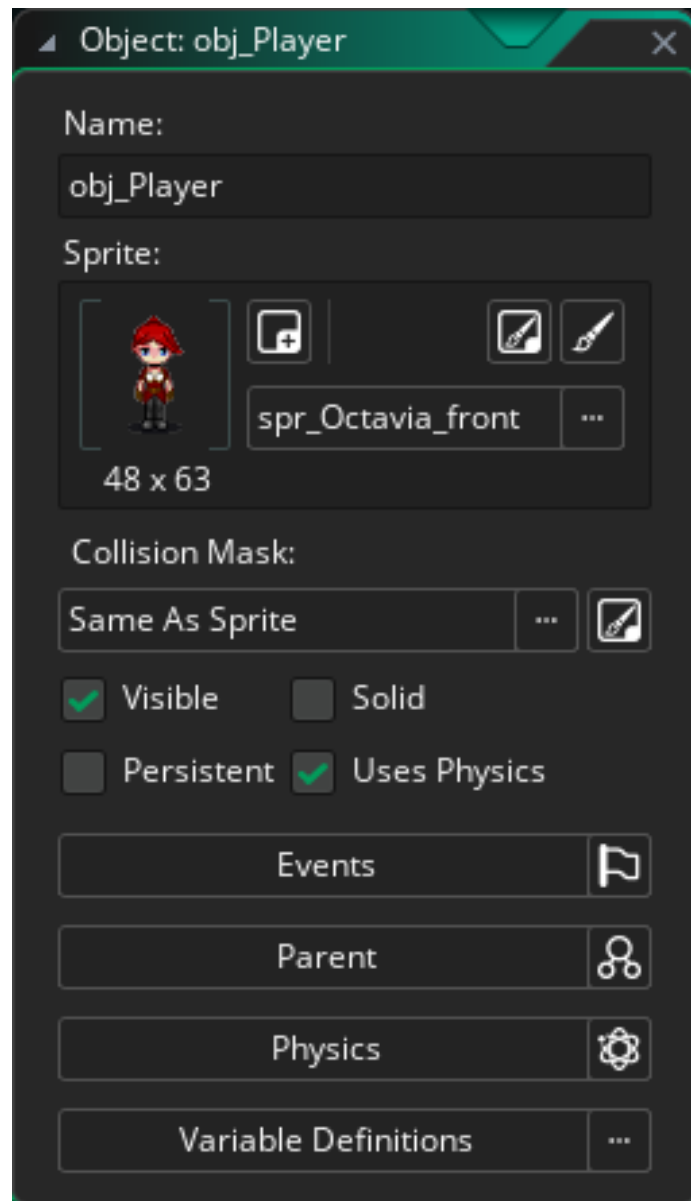 Object: obj_Player
Name:
obj_Player
Sprite:
spr_Octavia_front
48 x 63
Collision Mask:
Same As Sprite
Visible Solid
Persistent Uses Physics
Events
Parent
Physics
Variable Definitions